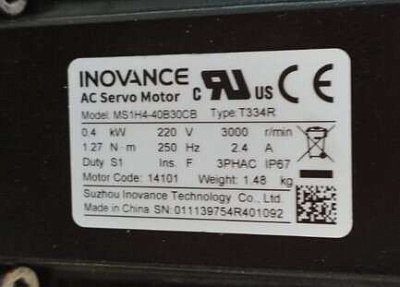 INOVANCE
AC Servo Motor
c RU US CE
Model: MS1H4-40B30CB Type: T334R
0.4 kW 220 V 3000 r/min
1.27 N·m 250 Hz 2.4 A
Duty S1 Ins. F 3PHAC IP67
Motor Code: 14101 Weight: 1.48 kg
Suzhou Inovance Technology Co., Ltd.
Made in China SN: 011139754R401092